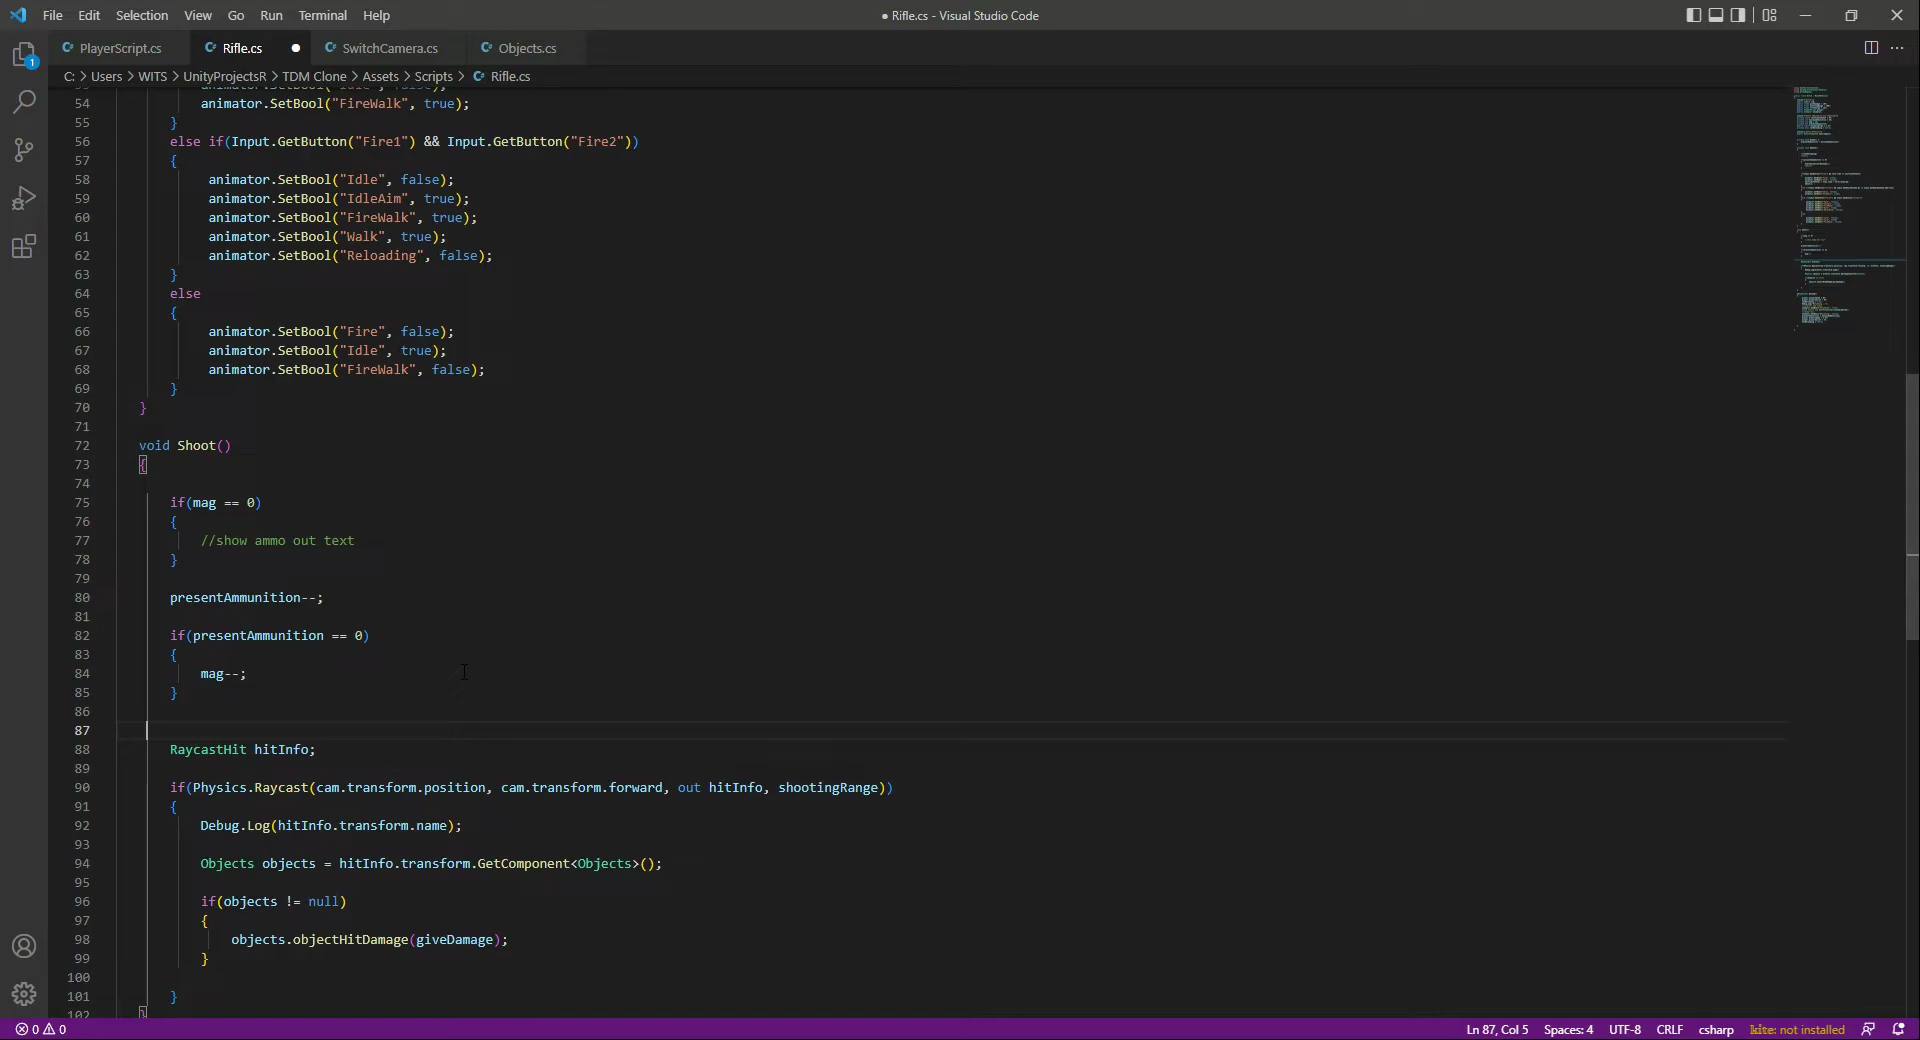 File Edit Selection View Go Run Terminal Help
● Rifle.cs - Visual Studio Code
PlayerScript.cs
Rifle.cs ●
SwitchCamera.cs
Objects.cs
C: > Users > WITS > UnityProjectsR > TDM Clone > Assets > Scripts > Rifle.cs
54 animator.SetBool("FireWalk", true);
55 }
56 else if(Input.GetButton("Fire1") && Input.GetButton("Fire2"))
57 {
58 animator.SetBool("Idle", false);
59 animator.SetBool("IdleAim", true);
60 animator.SetBool("FireWalk", true);
61 animator.SetBool("Walk", true);
62 animator.SetBool("Reloading", false);
63 }
64 else
65 {
66 animator.SetBool("Fire", false);
67 animator.SetBool("Idle", true);
68 animator.SetBool("FireWalk", false);
69 }
70 }
71
72 void Shoot()
73 {
74
75 if(mag == 0)
76 {
77 //show ammo out text
78 }
79
80 presentAmmunition--;
81
82 if(presentAmmunition == 0)
83 {
84 mag--;
85 }
86
87
88 RaycastHit hitInfo;
89
90 if(Physics.Raycast(cam.transform.position, cam.transform.forward, out hitInfo, shootingRange))
91 {
92 Debug.Log(hitInfo.transform.name);
93
94 Objects objects = hitInfo.transform.GetComponent<Objects>();
95
96 if(objects != null)
97 {
98 objects.objectHitDamage(giveDamage);
99 }
100
101 }
102 }
1
0 0
Ln 87, Col 5 Spaces: 4 UTF-8 CRLF csharp kite: not installed